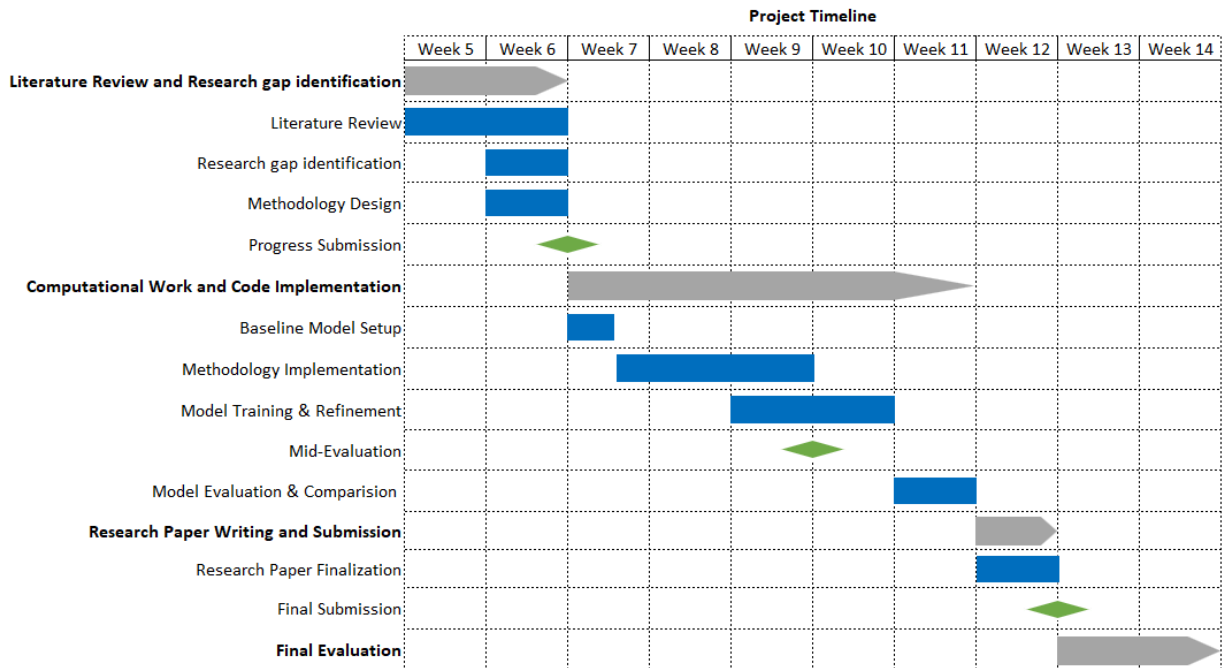 Project Timeline
Week 5 Week 6 Week 7 Week 8 Week 9 Week 10 Week 11 Week 12 Week 13 Week 14
Literature Review and Research gap identification
Literature Review
Research gap identification
Methodology Design
Progress Submission
Computational Work and Code Implementation
Baseline Model Setup
Methodology Implementation
Model Training & Refinement
Mid-Evaluation
Model Evaluation & Comparision
Research Paper Writing and Submission
Research Paper Finalization
Final Submission
Final Evaluation